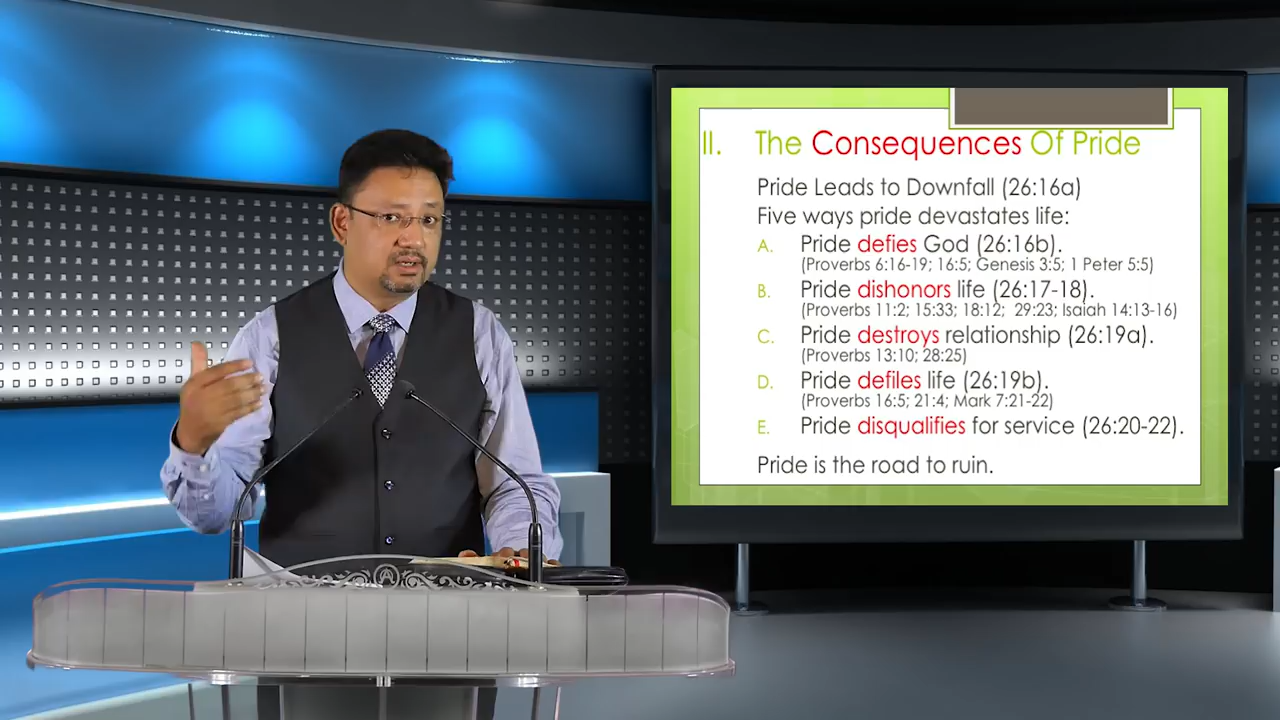 II. The Consequences Of Pride
Pride Leads to Downfall (26:16a)
Five ways pride devastates life:
A. Pride defies God (26:16b).
(Proverbs 6:16-19; 16:5; Genesis 3:5; 1 Peter 5:5)
B. Pride dishonors life (26:17-18).
(Proverbs 11:2; 15:33; 18:12; 29:23; Isaiah 14:13-16)
C. Pride destroys relationship (26:19a).
(Proverbs 13:10; 28:25)
D. Pride defiles life (26:19b).
(Proverbs 16:5; 21:4; Mark 7:21-22)
E. Pride disqualifies for service (26:20-22).
Pride is the road to ruin.